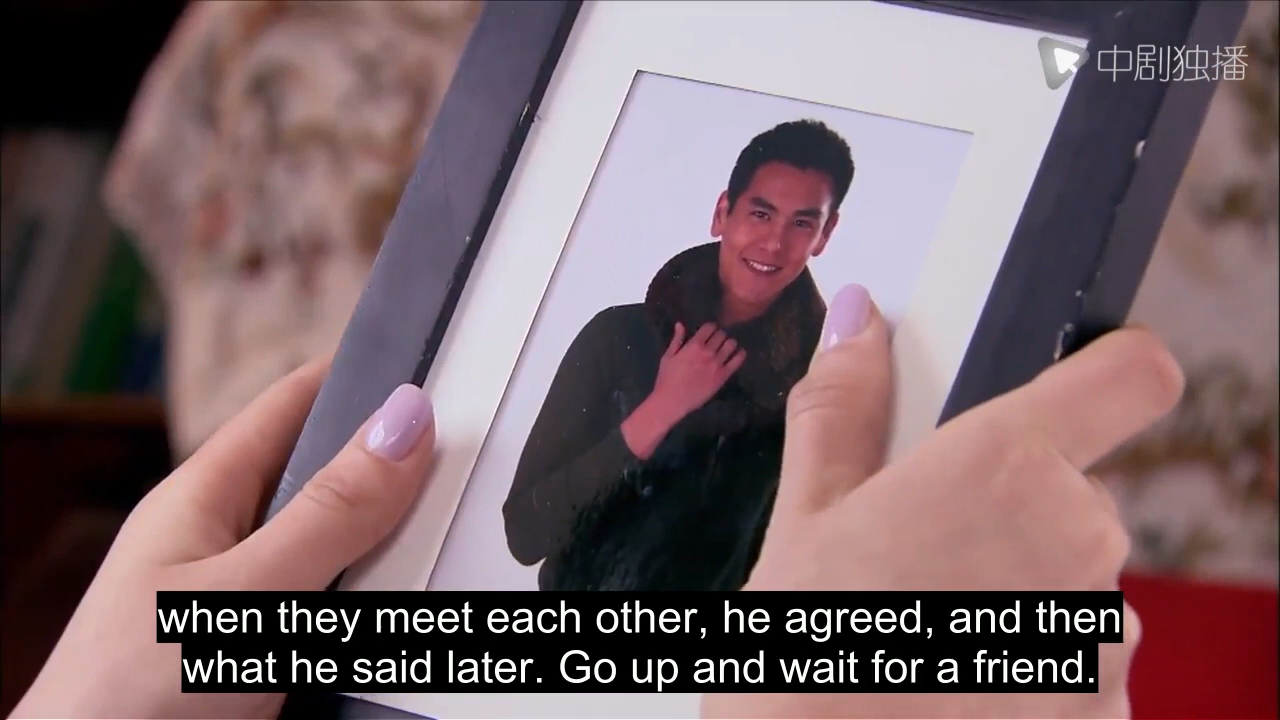 中剧独播
when they meet each other, he agreed, and then
what he said later. Go up and wait for a friend.